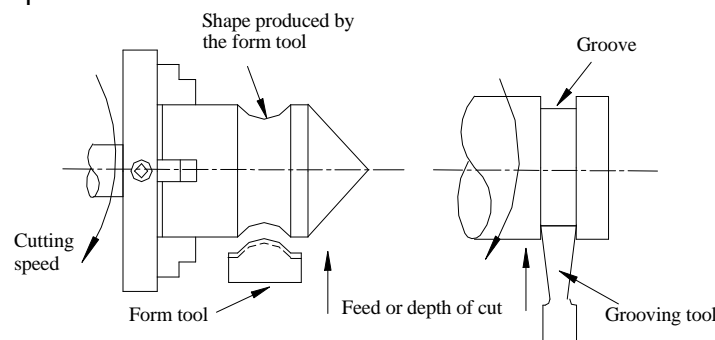 Shape produced by
the form tool
Groove
Cutting
speed
Form tool
Feed or depth of cut
Grooving tool